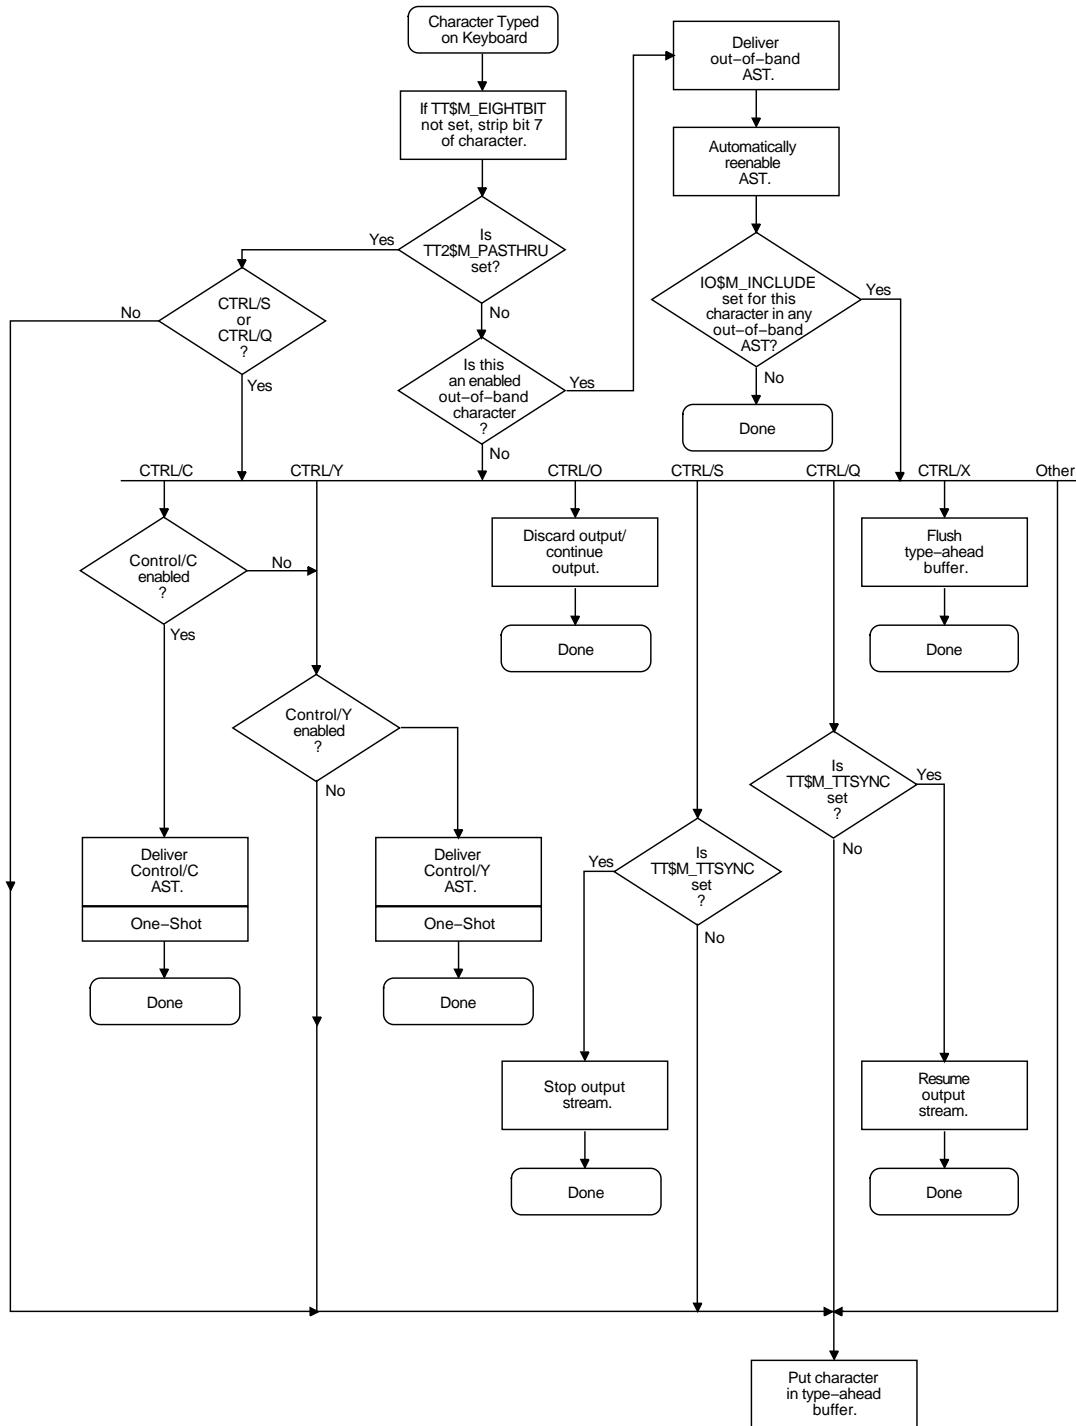 Character Typed
on Keyboard
Deliver
out−of−band
AST.
If TT$M_EIGHTBIT
not set, strip bit 7
of character.
Automatically
reenable
AST.
Yes
Is
TT2$M_PASTHRU
set?
IO$M_INCLUDE
set for this
character in any
out−of−band
AST?
Yes
No
CTRL/S
or
CTRL/Q
?
No
Yes
Is this
an enabled
out−of−band
character
?
Yes
No
No
Done
CTRL/C
CTRL/Y
CTRL/O
CTRL/S
CTRL/Q
CTRL/X
Other
Control/C
enabled
?
No
Yes
Discard output/
continue
output.
Done
Flush
type−ahead
buffer.
Done
Control/Y
enabled
?
No
Is
TT$M_TTSYNC
set
?
Yes
No
Deliver
Control/C
AST.
One−Shot
Done
Deliver
Control/Y
AST.
One−Shot
Done
Yes
Is
TT$M_TTSYNC
set
?
No
Stop output
stream.
Done
Resume
output
stream.
Done
Put character
in type−ahead
buffer.